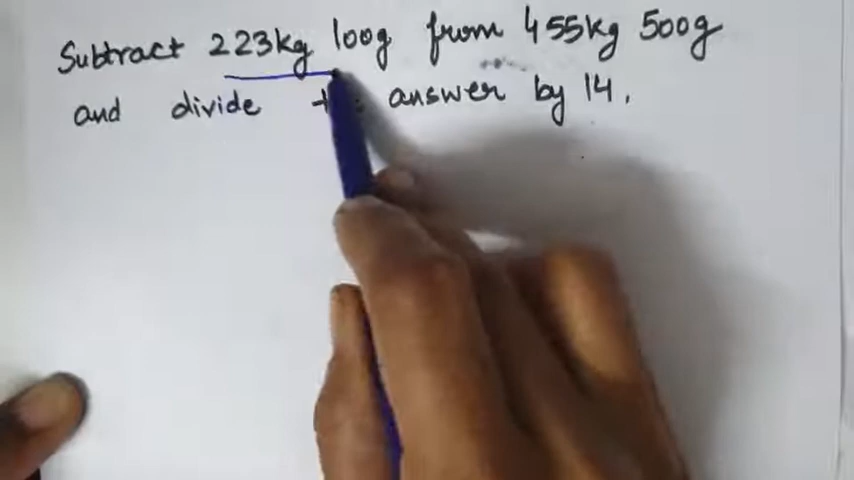 Subtract 223kg 100g from 455kg 500g
and divide answer by 14.